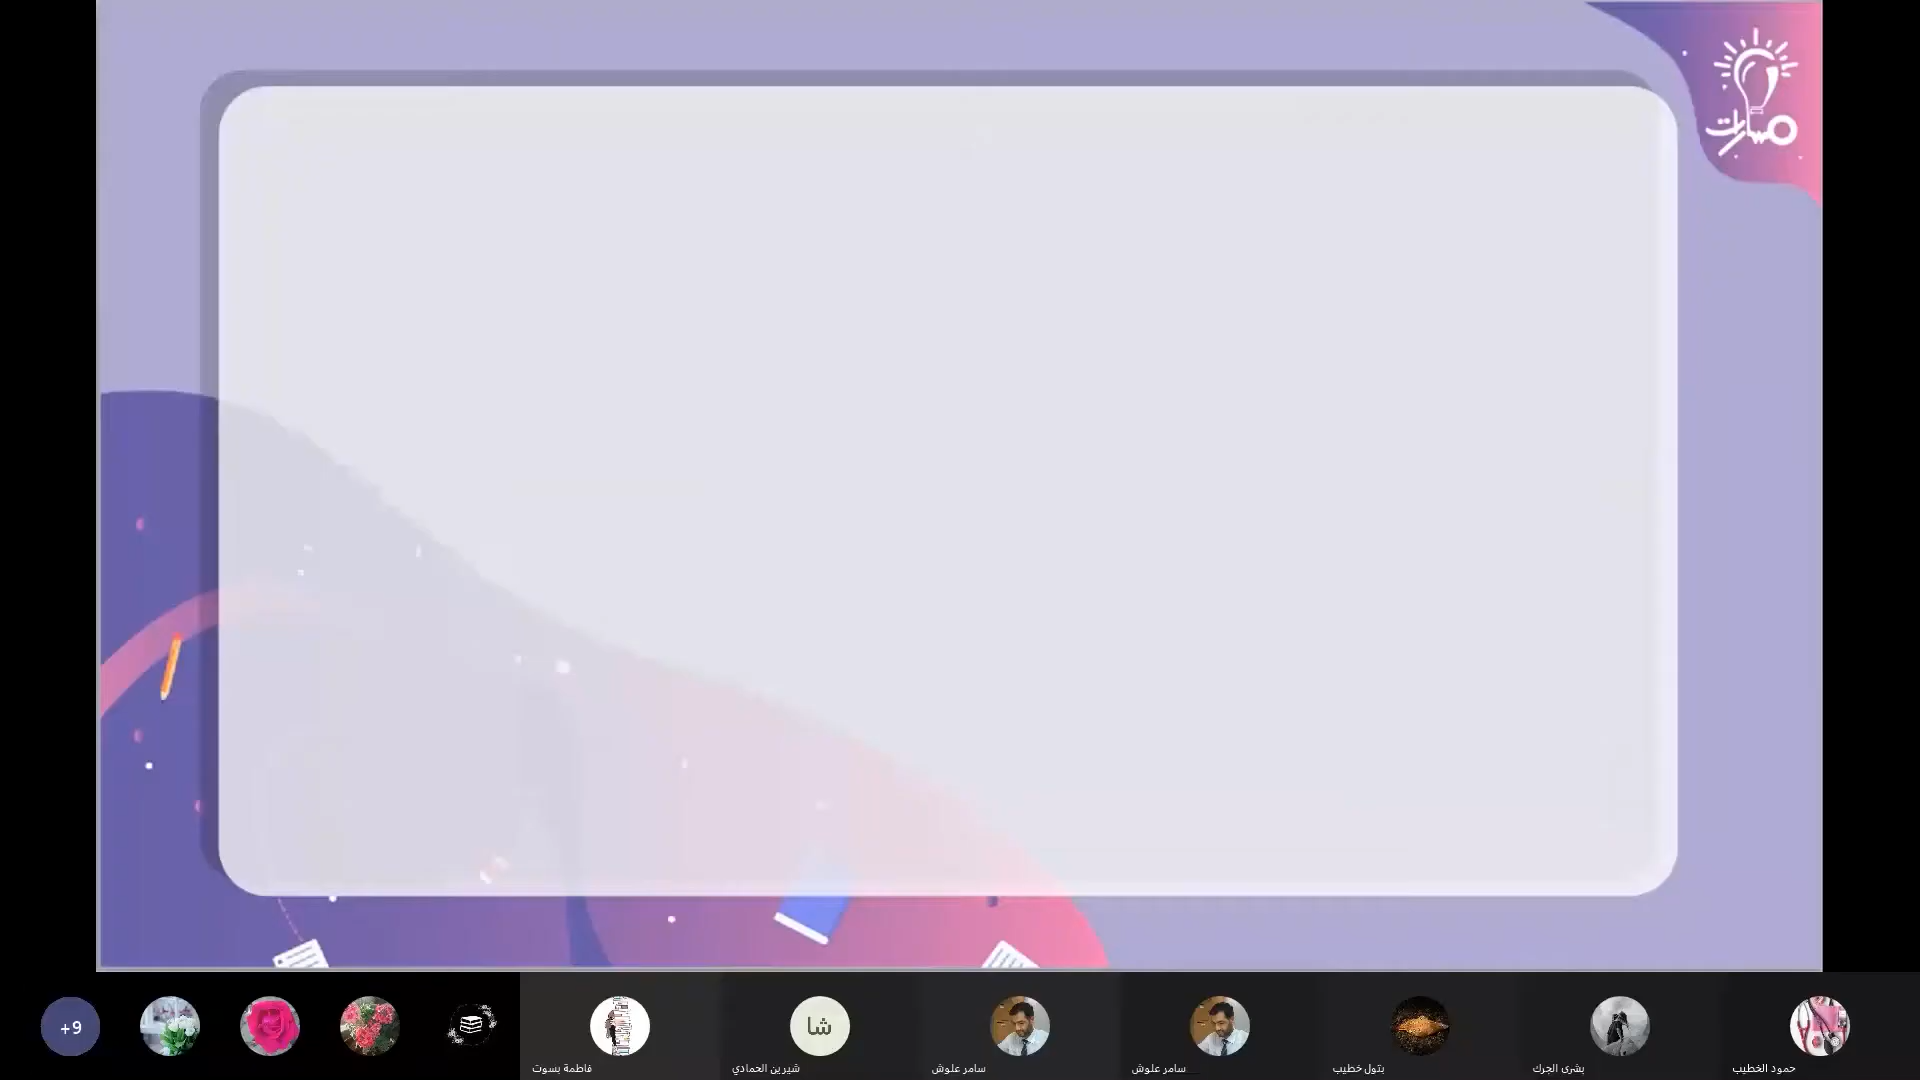 مسارات
+9
شا
فاطمة بسوت
شيرين الحمادي
سامر علوش
سامر علوش
بتول خطيب
بشرى الجرك
حمود الخطيب